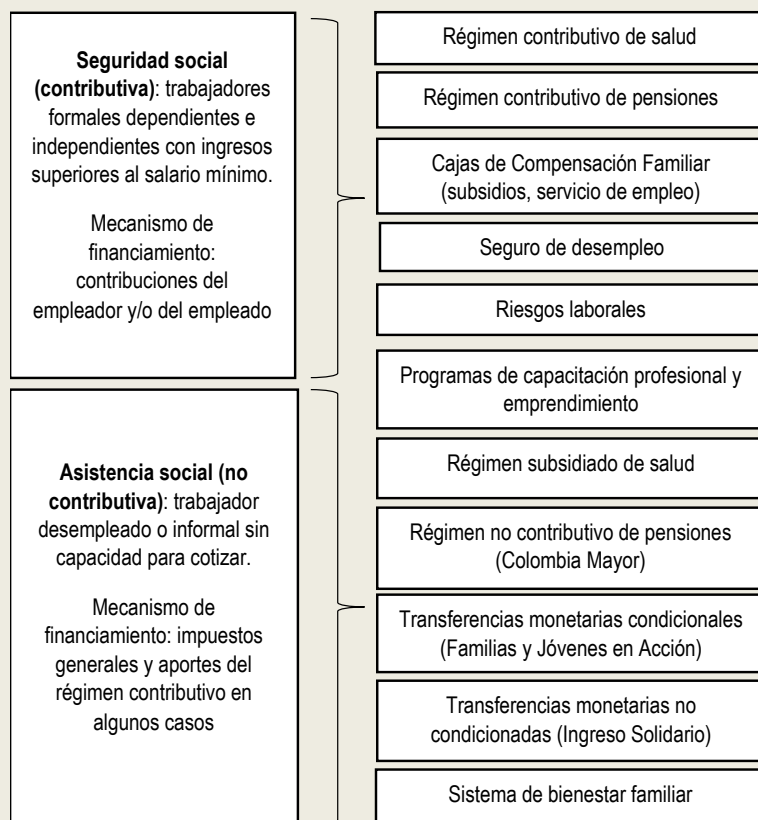 Seguridad social
(contributiva): trabajadores
formales dependientes e
independientes con ingresos
superiores al salario mínimo.
Mecanismo de
financiamiento:
contribuciones del
empleador y/o del empleado
Régimen contributivo de salud
Régimen contributivo de pensiones
Cajas de Compensación Familiar
(subsidios, servicio de empleo)
Seguro de desempleo
Riesgos laborales
Programas de capacitación profesional y
emprendimiento
Asistencia social (no
contributiva): trabajador
desempleado o informal sin
capacidad para cotizar.
Mecanismo de
financiamiento: impuestos
generales y aportes del
régimen contributivo en
algunos casos
Régimen subsidiado de salud
Régimen no contributivo de pensiones
(Colombia Mayor)
Transferencias monetarias condicionales
(Familias y Jóvenes en Acción)
Transferencias monetarias no
condicionadas (Ingreso Solidario)
Sistema de bienestar familiar